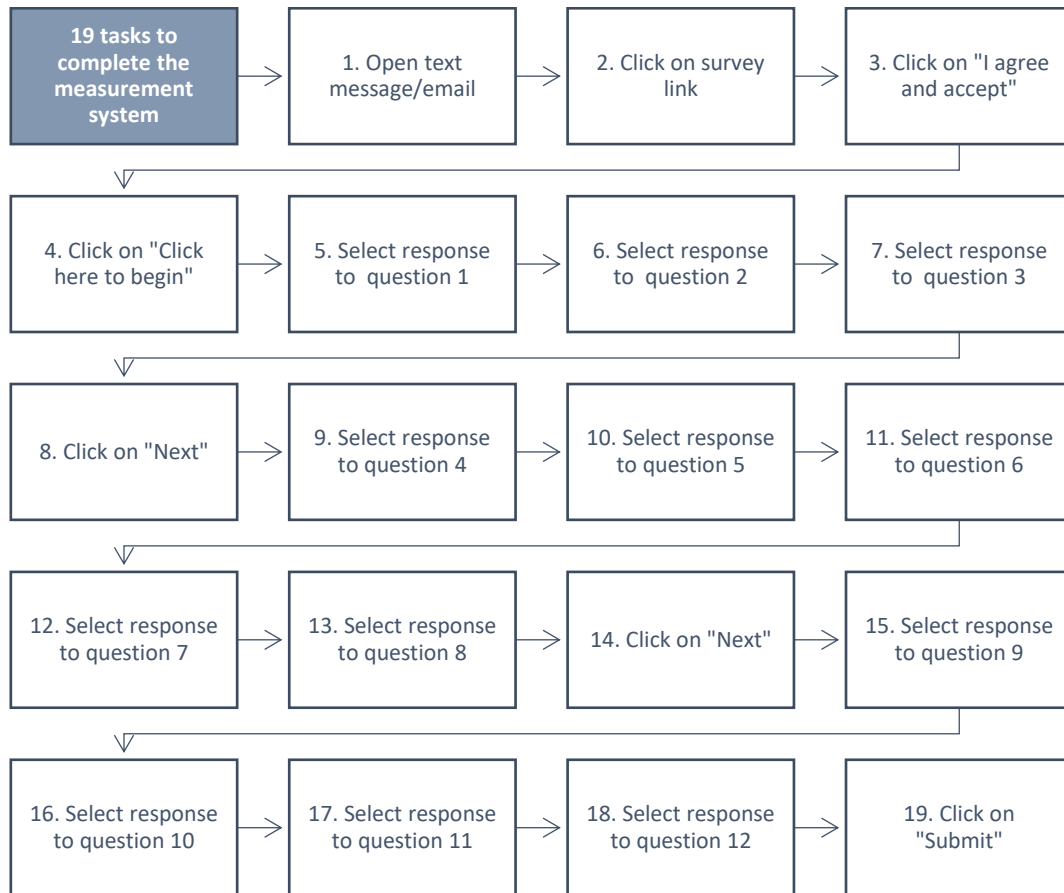 19 tasks to
complete the
measurement
system
1. Open text
message/email
2. Click on survey
link
3. Click on "I agree
and accept"
4. Click on "Click
here to begin"
5. Select response
to question 1
6. Select response
to question 2
7. Select response
to question 3
8. Click on "Next"
9. Select response
to question 4
10. Select response
to question 5
11. Select response
to question 6
12. Select response
to question 7
13. Select response
to question 8
14. Click on "Next"
15. Select response
to question 9
16. Select response
to question 10
17. Select response
to question 11
18. Select response
to question 12
19. Click on
"Submit"